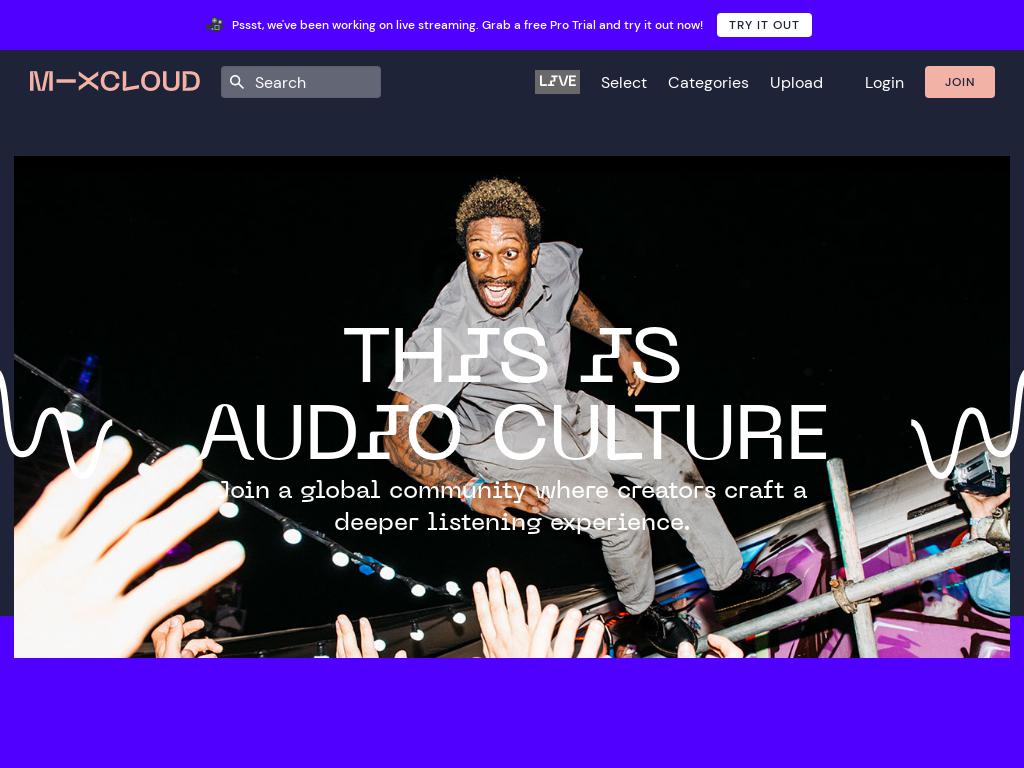 Pssst, we've been working on live streaming. Grab a free Pro Trial and try it out now! TRY IT OUT
M—XCLOUD Search LIVE Select Categories Upload Login JOIN
THIS IS
AUDIO CULTURE
Join a global community where creators craft a
deeper listening experience.